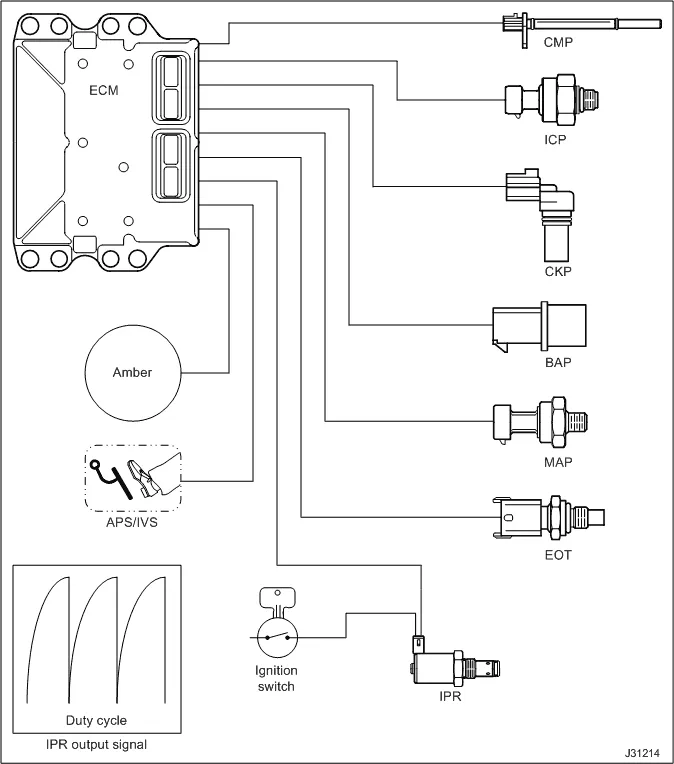 CMP
ECM
ICP
CKP
BAP
Amber
MAP
APS/IVS
EOT
Ignition
switch
IPR
Duty cycle
IPR output signal
J31214